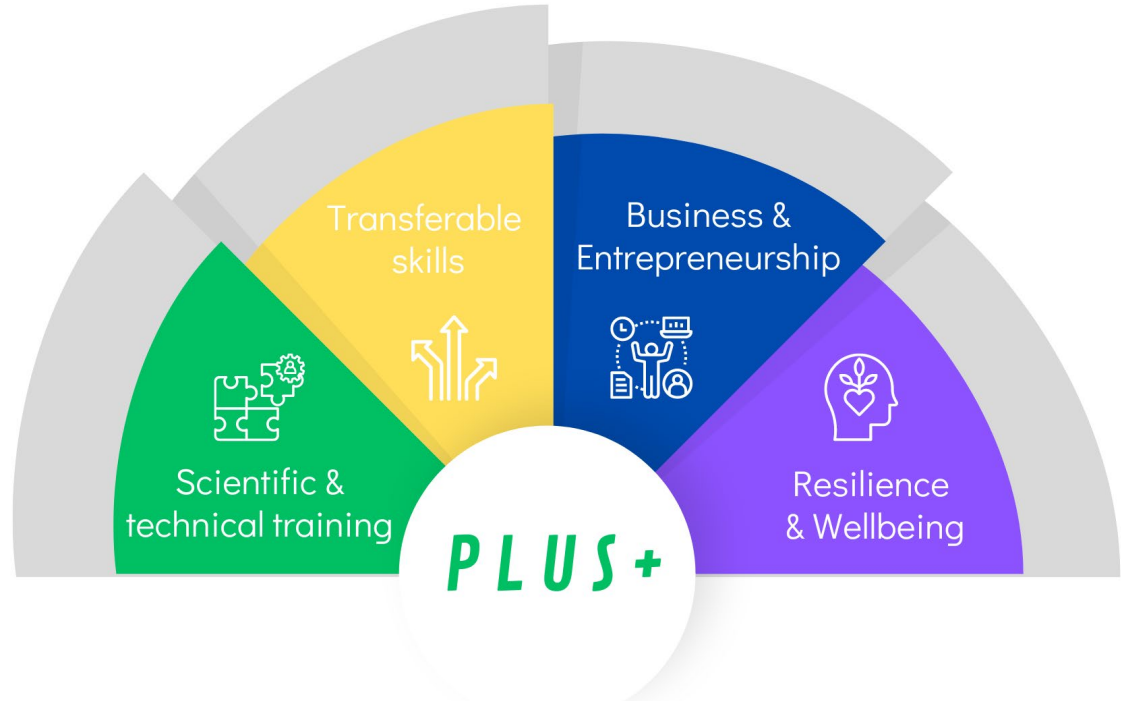 Transferable
skills
Business &
Entrepreneurship
Scientific &
technical training
Resilience
& Wellbeing
PLUS+